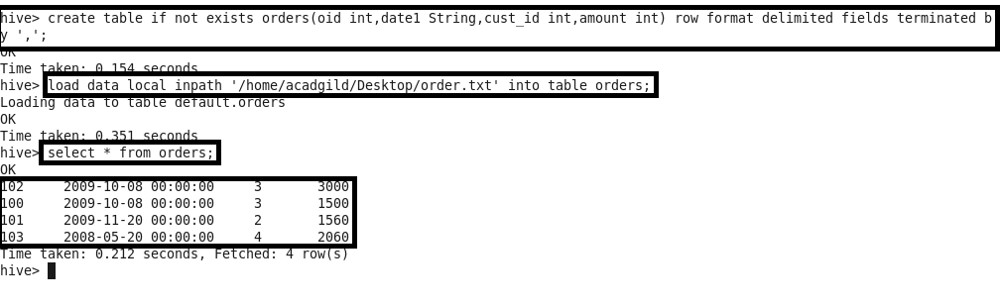 hive> create table if not exists orders(oid int,date1 String,cust_id int,amount int) row format delimited fields terminated b
y ',';
OK
Time taken: 0.154 seconds
hive> load data local inpath '/home/acadgild/Desktop/order.txt' into table orders;
Loading data to table default.orders
OK
Time taken: 0.351 seconds
hive> select * from orders;
OK
102 2009-10-08 00:00:00 3 3000
100 2009-10-08 00:00:00 3 1500
101 2009-11-20 00:00:00 2 1560
103 2008-05-20 00:00:00 4 2060
Time taken: 0.212 seconds, Fetched: 4 row(s)
hive>